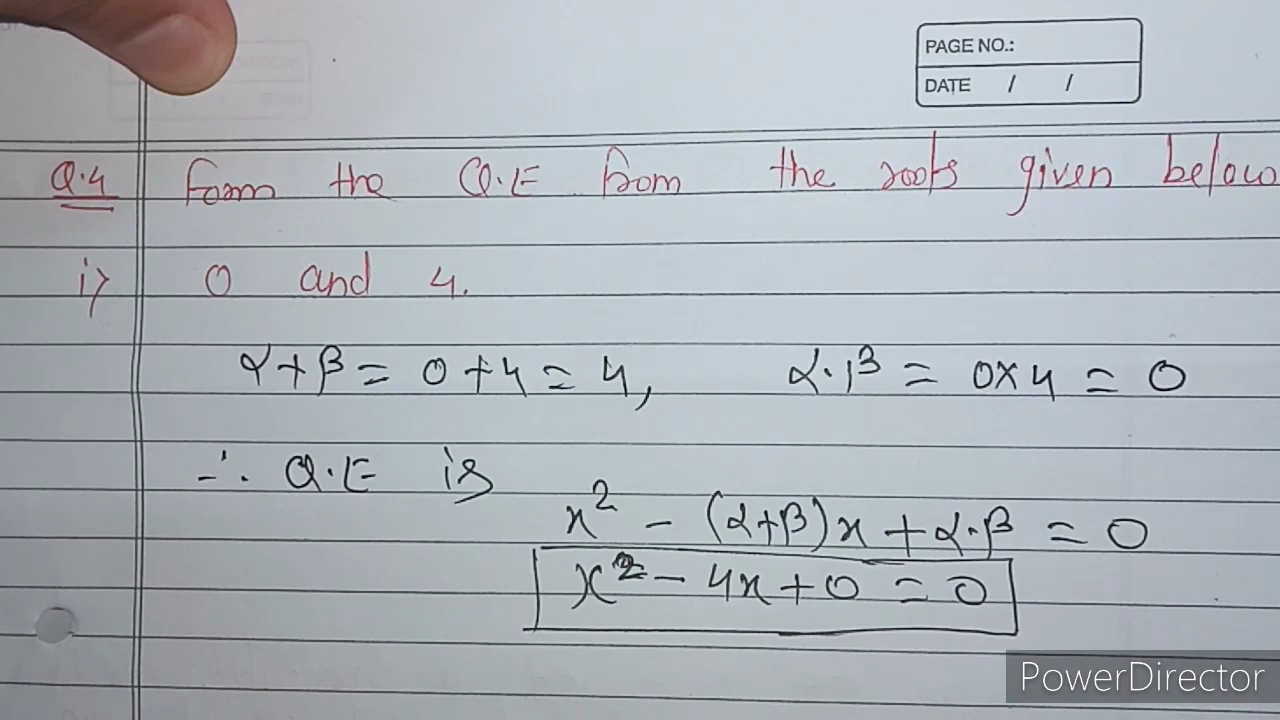 PAGE NO.:
DATE / /
Q.4 Form the Q.E from the roots given below
i) 0 and 4.
α+β = 0+4 = 4, α.β = 0×4 = 0
∴ Q.E is
x² - (α+β)x + α.β = 0
x² - 4x + 0 = 0
PowerDirector